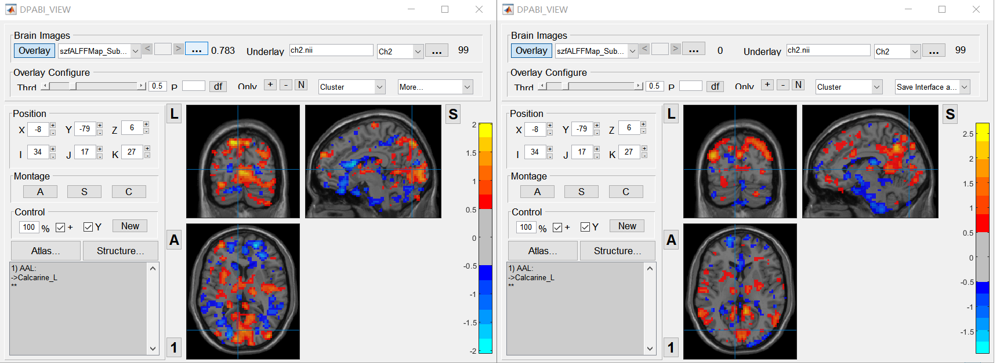 DPABI_VIEW
Brain Images
Overlay szfALFFMap_Sub... < > ... 0.783 Underlay ch2.nii Ch2 ... 99
Overlay Configure
Thrd 0.5 P df Only + - N Cluster More...
Position
X -8 + - Y -79 + - Z 6 + -
I 34 + - J 17 + - K 27 + -
Montage
A S C
Control
100 % + Y New
Atlas... Structure...
1) AAL:
->Calcarine_L
**
L
S
A
1
2
1.5
1
0.5
0
-0.5
-1
-1.5
-2
DPABI_VIEW
Brain Images
Overlay szfALFFMap_Sub... < > ... 0 Underlay ch2.nii Ch2 ... 99
Overlay Configure
Thrd 0.5 P df Only + - N Cluster Save Interface a...
Position
X -8 + - Y -79 + - Z 6 + -
I 34 + - J 17 + - K 27 + -
Montage
A S C
Control
100 % + Y New
Atlas... Structure...
1) AAL:
->Calcarine_L
**
L
S
A
1
2.5
2
1.5
1
0.5
0
-0.5
-1
-1.5